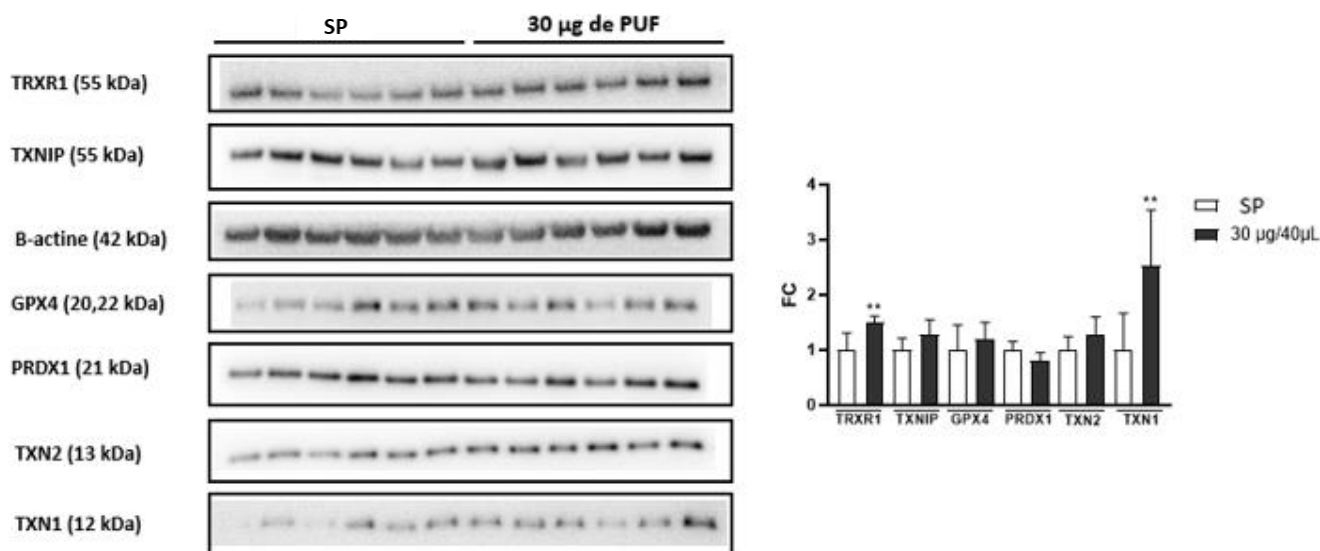 SP
30 µg de PUF
TRXR1 (55 kDa)
TXNIP (55 kDa)
B-actine (42 kDa)
GPX4 (20,22 kDa)
PRDX1 (21 kDa)
TXN2 (13 kDa)
TXN1 (12 kDa)
FC
4
3
2
1
0
**
**
TRXR1 TXNIP GPX4 PRDX1 TXN2 TXN1
SP
30 µg/40µL